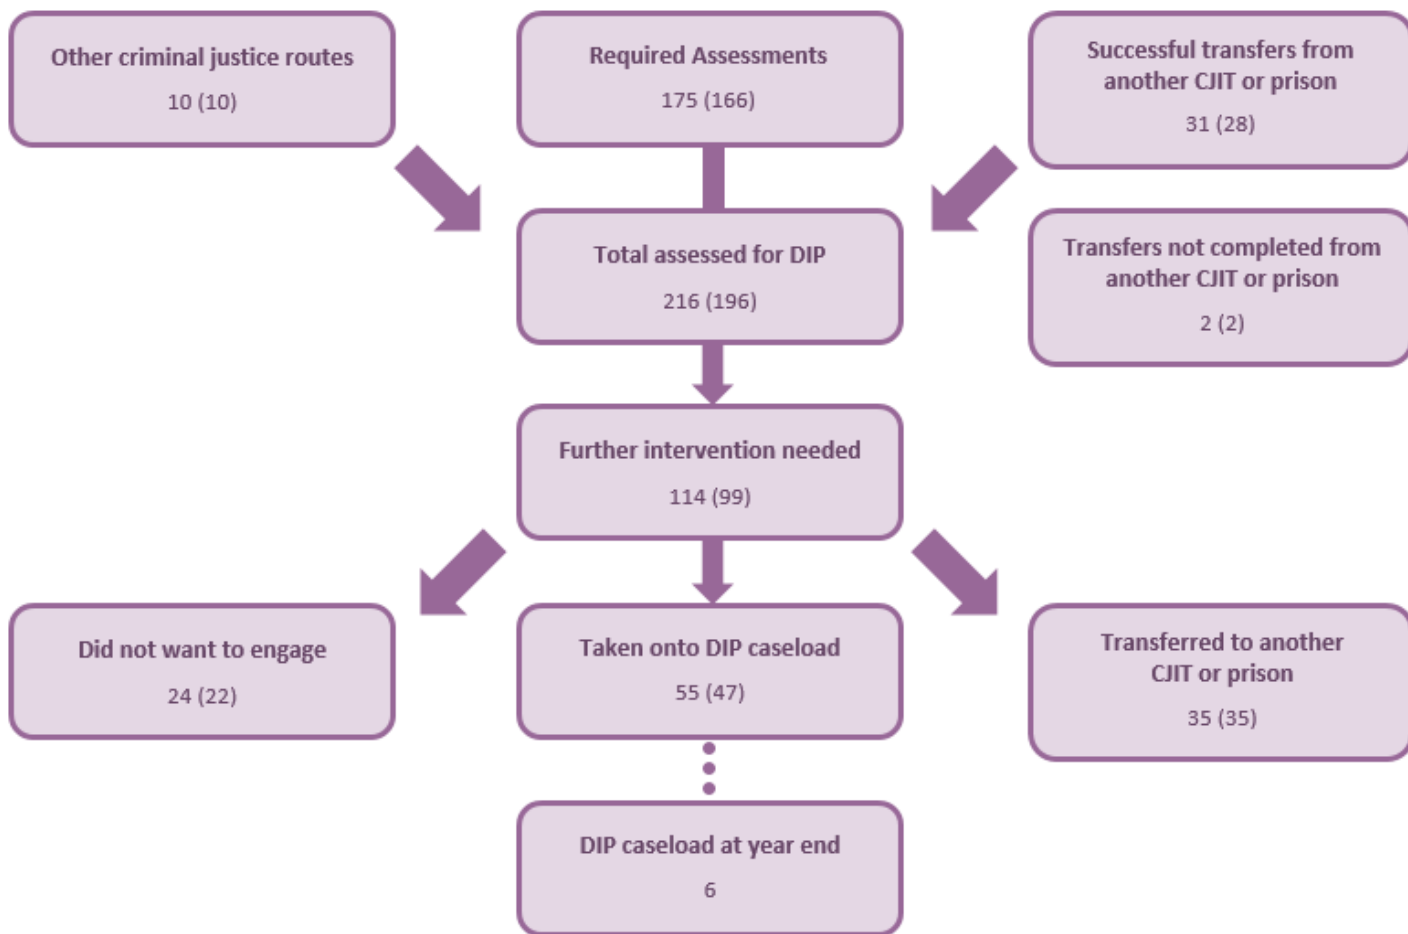 Other criminal justice routes
10 (10)
Required Assessments
175 (166)
Successful transfers from
another CJIT or prison
31 (28)
Total assessed for DIP
216 (196)
Transfers not completed from
another CJIT or prison
2 (2)
Further intervention needed
114 (99)
Did not want to engage
24 (22)
Taken onto DIP caseload
55 (47)
Transferred to another
CJIT or prison
35 (35)
DIP caseload at year end
6